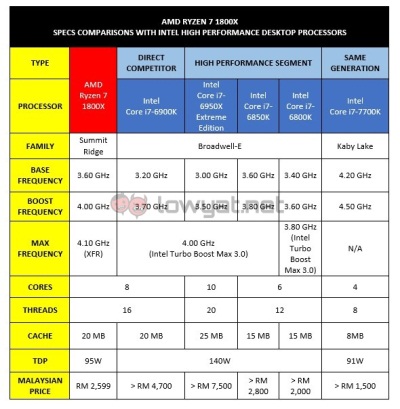 AMD RYZEN 7 1800X
SPECS COMPARISONS WITH INTEL HIGH PERFORMANCE DESKTOP PROCESSORS
TYPE AMD Ryzen 7 1800X DIRECT COMPETITOR HIGH PERFORMANCE SEGMENT SAME GENERATION
PROCESSOR Intel Core i7-6900K Intel Core i7-6950X Extreme Edition Intel Core i7-6850K Intel Core i7-6800K Intel Core i7-7700K
FAMILY Summit Ridge Broadwell-E Kaby Lake
BASE FREQUENCY 3.60 GHz 3.20 GHz 3.00 GHz 3.60 GHz 3.40 GHz 4.20 GHz
BOOST FREQUENCY 4.00 GHz 3.70 GHz 3.50 GHz 3.80 GHz 3.60 GHz 4.50 GHz
lowyat.net
MAX FREQUENCY 4.10 GHz (XFR) 4.00 GHz (Intel Turbo Boost Max 3.0) 3.80 GHz (Intel Turbo Boost Max 3.0) N/A
CORES 8 10 6 4
THREADS 16 20 12 8
CACHE 20 MB 20 MB 25 MB 15 MB 15 MB 8MB
TDP 95W 140W 91W
MALAYSIAN PRICE RM 2,599 > RM 4,700 > RM 7,500 > RM 2,800 > RM 2,000 > RM 1,500